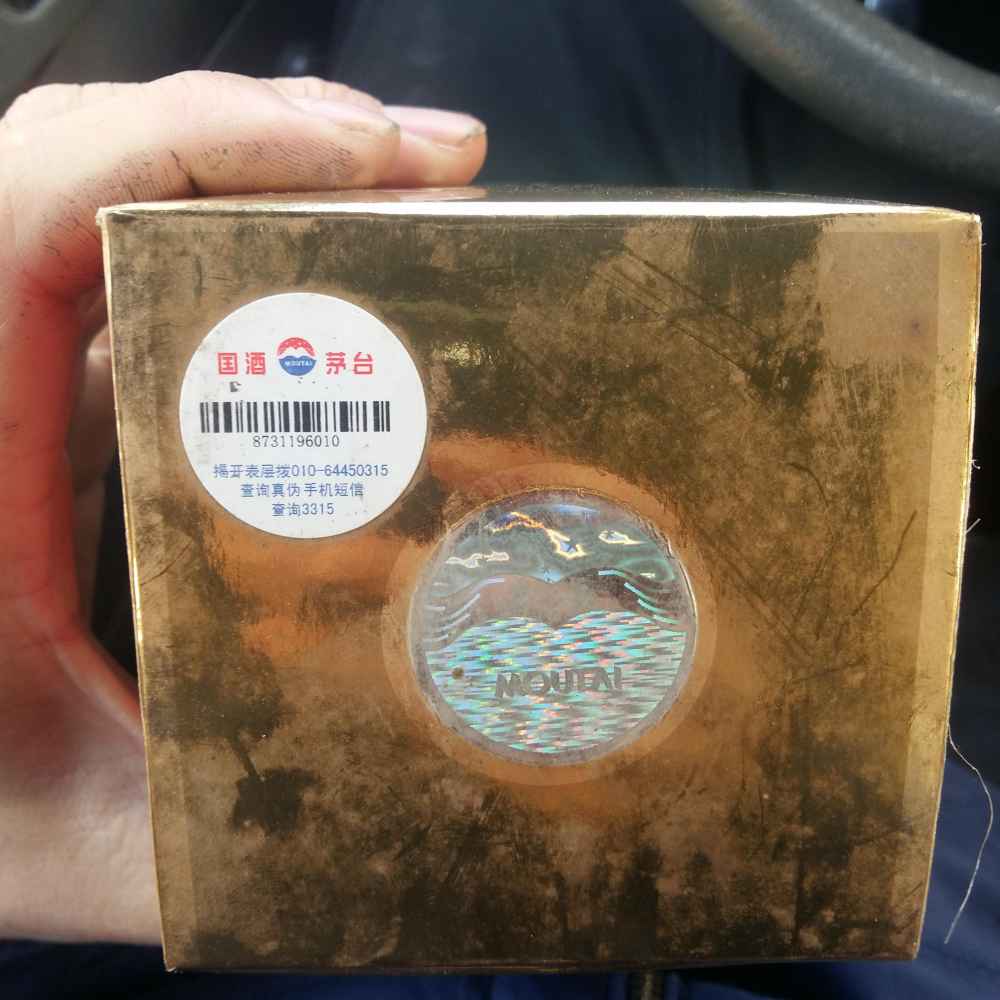 国酒 MOUTAI 茅台
8731196010
揭开表层拨010-64450315
查询真伪手机短信
查询3315
MOUTAI